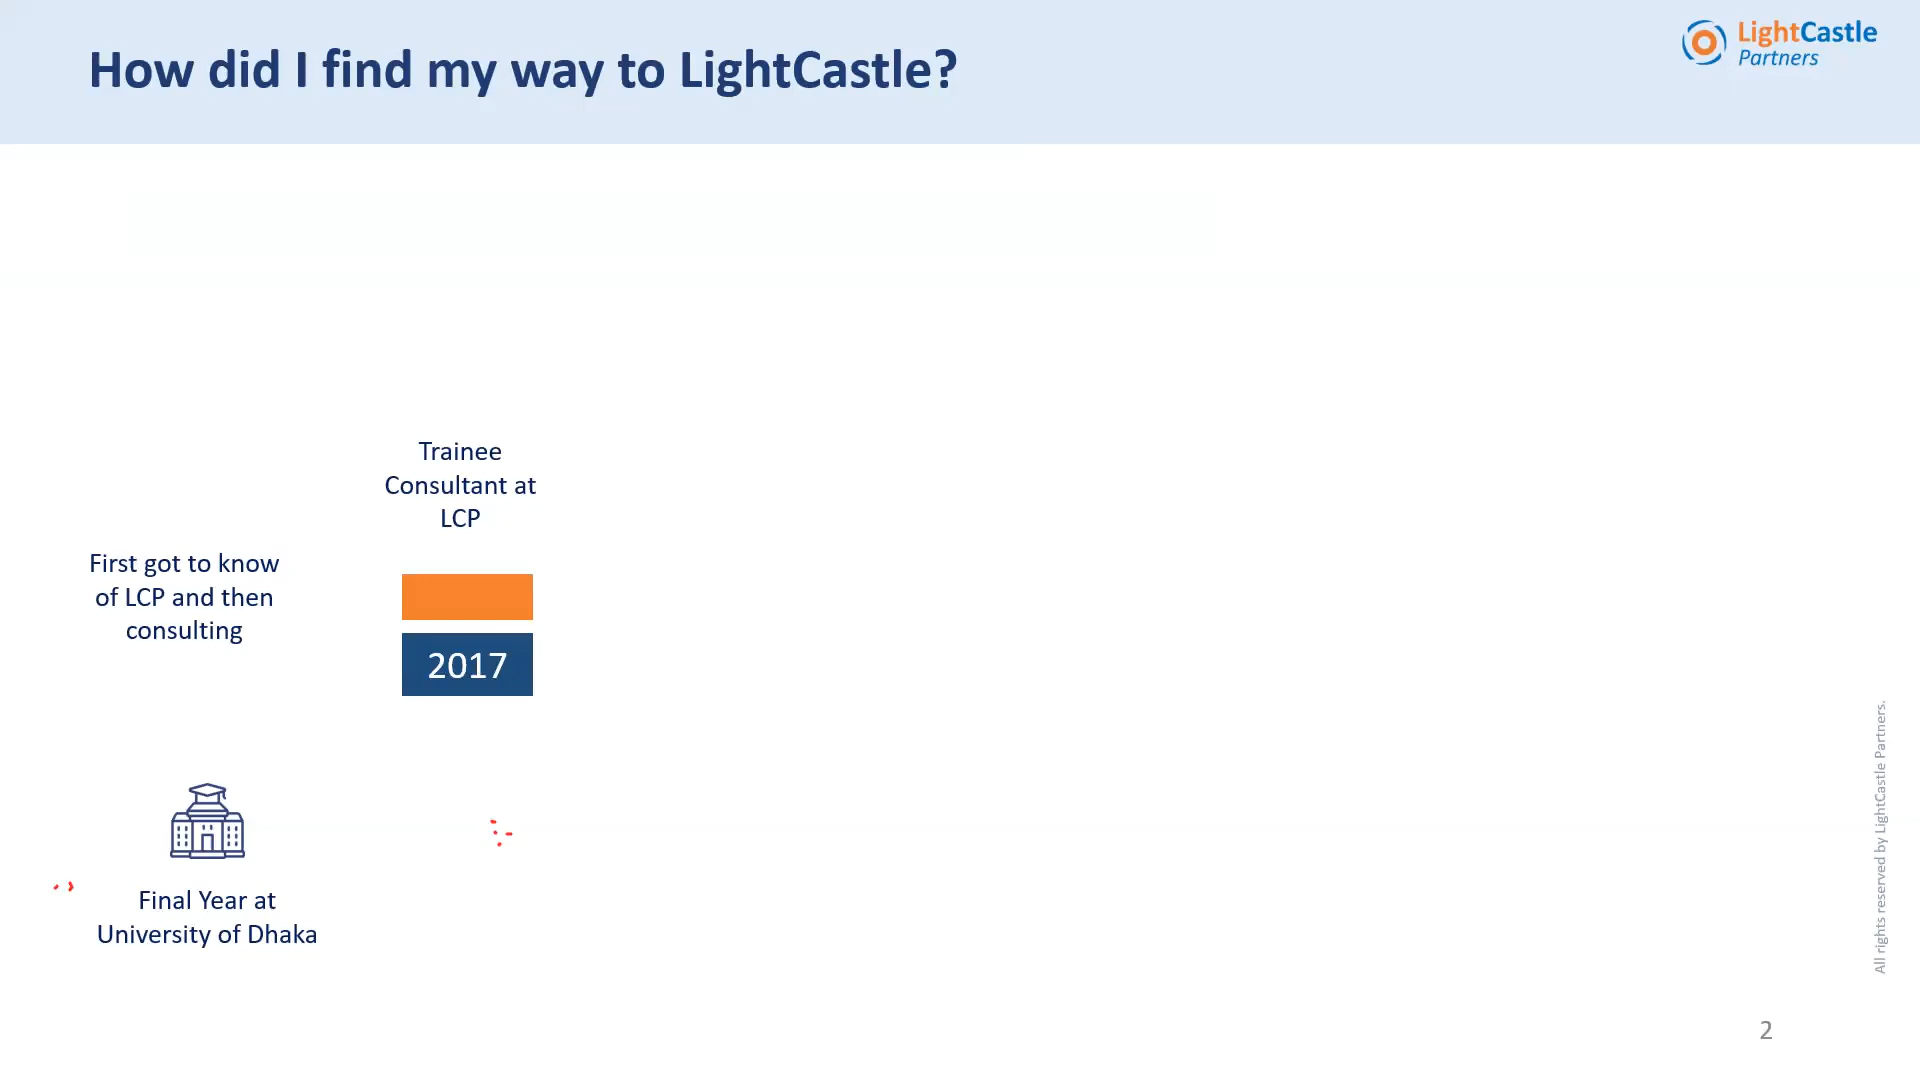 How did I find my way to LightCastle?
LightCastle
Partners
Trainee
Consultant at
LCP
First got to know
of LCP and then
consulting
2017
Final Year at
University of Dhaka
All rights reserved by LightCastle Partners.
2